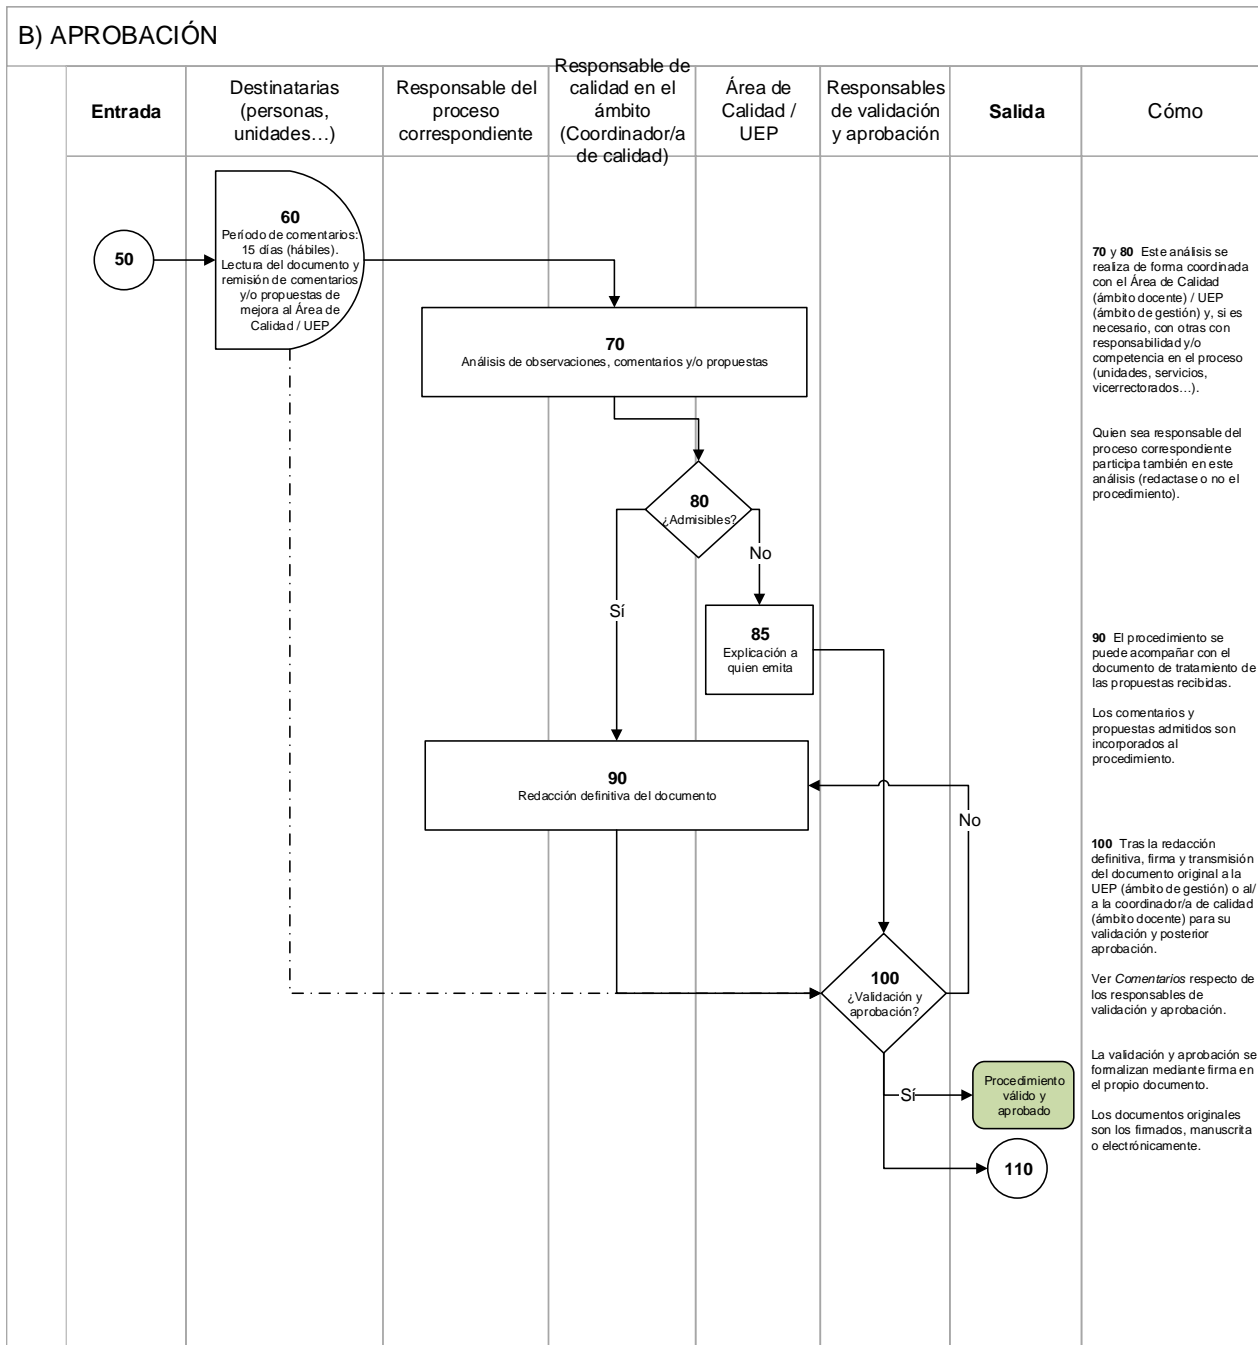 B) APROBACIÓN
Entrada
Destinatarias
(personas,
unidades…)
Responsable del
proceso
correspondiente
Responsable de
calidad en el
ámbito
(Coordinador/a
de calidad)
Área de
Calidad /
UEP
Responsables
de validación
y aprobación
Salida
Cómo
50
60
Período de comentarios:
15 días (hábiles).
Lectura del documento y
remisión de comentarios
y/o propuestas de
mejora al Área de
Calidad / UEP
70
Análisis de observaciones, comentarios y/o propuestas
80
¿Admisibles?
No
Sí
85
Explicación a
quien emita
90
Redacción definitiva del documento
No
100
¿Validación y
aprobación?
Sí
Procedimiento
válido y
aprobado
110
70 y 80 Este análisis se
realiza de forma coordinada
con el Área de Calidad
(ámbito docente) / UEP
(ámbito de gestión) y, si es
necesario, con otras con
responsabilidad y/o
competencia en el proceso
(unidades, servicios,
vicerrectorados…).
Quien sea responsable del
proceso correspondiente
participa también en este
análisis (redactase o no el
procedimiento).
90 El procedimiento se
puede acompañar con el
documento de tratamiento de
las propuestas recibidas.
Los comentarios y
propuestas admitidos son
incorporados al
procedimiento.
100 Tras la redacción
definitiva, firma y transmisión
del documento original a la
UEP (ámbito de gestión) o al/
a la coordinador/a de calidad
(ámbito docente) para su
validación y posterior
aprobación.
Ver Comentarios respecto de
los responsables de
validación y aprobación.
La validación y aprobación se
formalizan mediante firma en
el propio documento.
Los documentos originales
son los firmados, manuscrita
o electrónicamente.